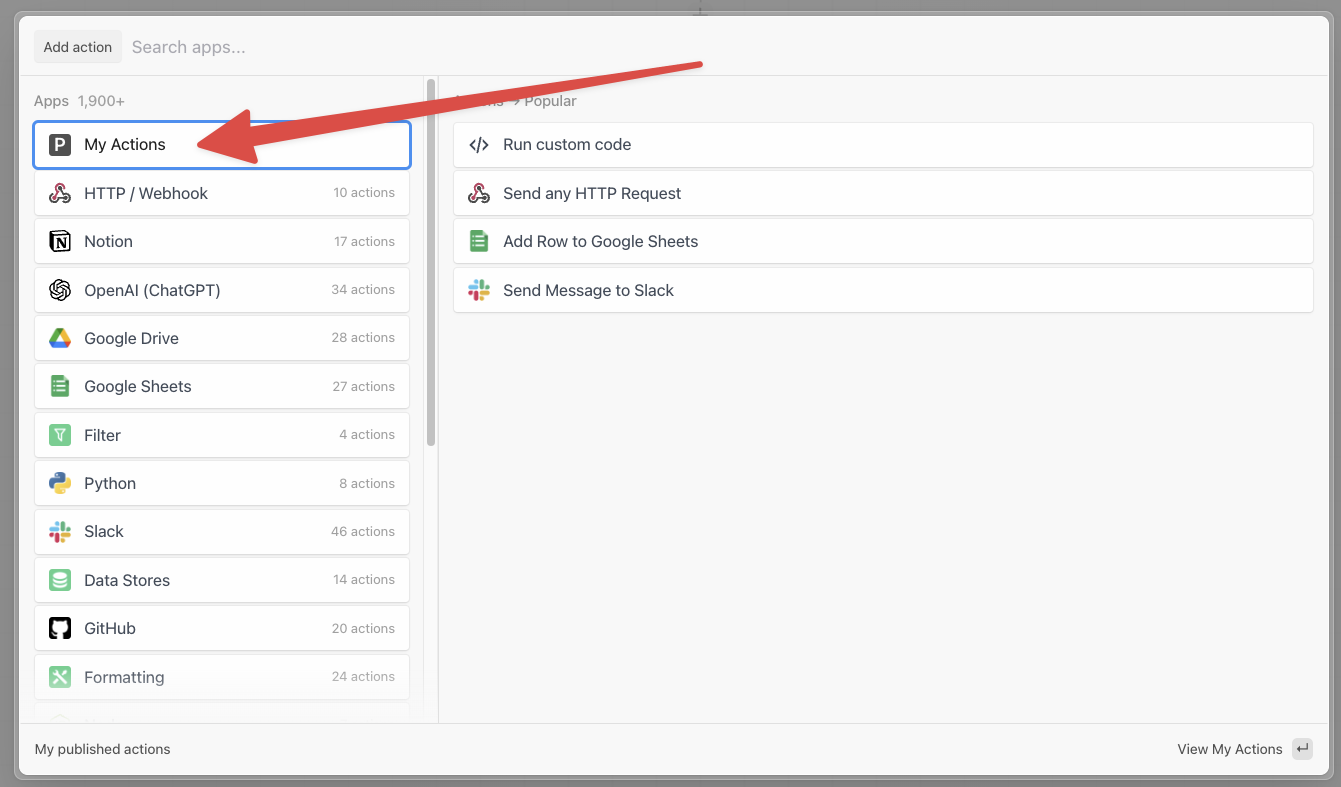 Add action Search apps...
Apps 1,900+
P My Actions
HTTP / Webhook 10 actions
Notion 17 actions
OpenAI (ChatGPT) 34 actions
Google Drive 28 actions
Google Sheets 27 actions
Filter 4 actions
Python 8 actions
Slack 46 actions
Data Stores 14 actions
GitHub 20 actions
Formatting 24 actions
Popular
Run custom code
Send any HTTP Request
Add Row to Google Sheets
Send Message to Slack
My published actions
View My Actions